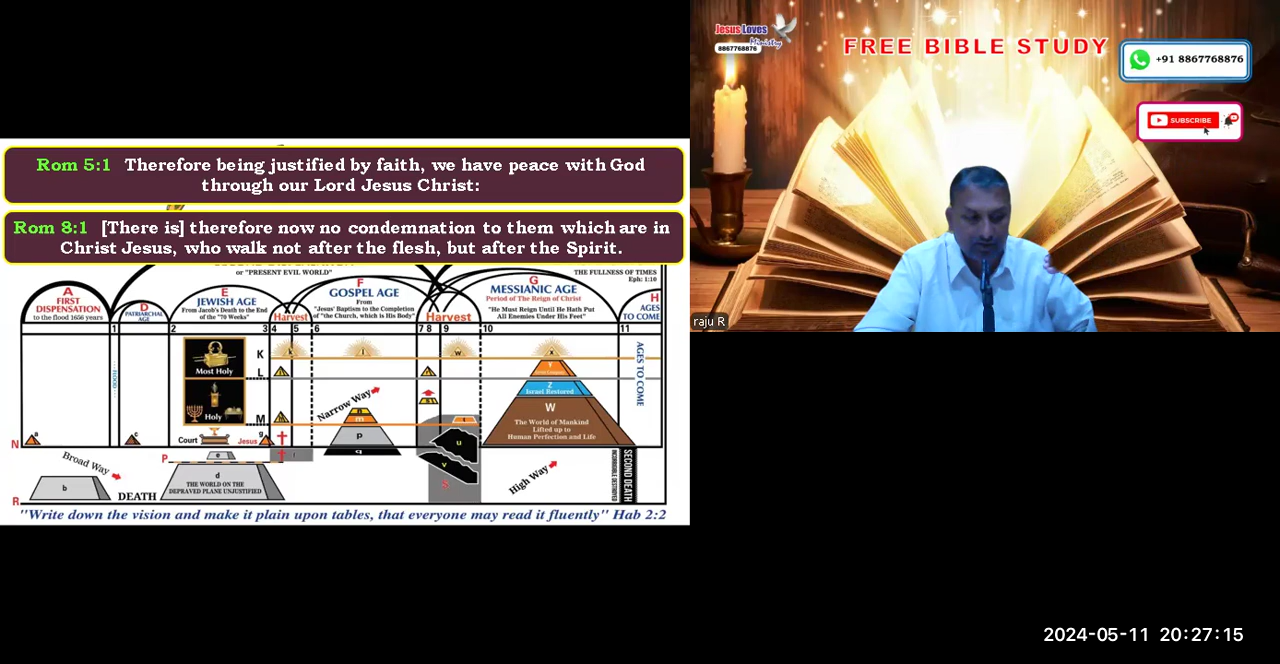 Rom 5:1 Therefore being justified by faith, we have peace with God
through our Lord Jesus Christ:
Rom 8:1 [There is] therefore now no condemnation to them which are in
Christ Jesus, who walk not after the flesh, but after the Spirit.
or "PRESENT EVIL WORLD"
THE FULLNESS OF TIMES
Eph: 1:10
A
FIRST
DISPENSATION
to the flood 1656 years
D
PATRIARCHAL
AGE
E
JEWISH AGE
From Jacob's Death to the End
of the "70 Weeks"
Harvest
F
GOSPEL AGE
From
"Jesus' Baptism to the Completion
of "the Church, which is His Body"
Harvest
G
MESSIANIC AGE
Period of The Reign of Christ
"He Must Reign Until He Hath Put
All Enemies Under His Feet"
H
AGES
TO COME
1 2 3 4 5 6 7 8 9 10 11
K
L
M
N
P
R
Most Holy
Holy
Court
Jesus
g
a
c
b
e
d
THE WORLD ON THE
DEPRAVED PLANE UNJUSTIFIED
Broad Way
DEATH
Narrow Way
n
m
p
q
w
t
u
v
S
x
Y
Z
Israel Restored
W
The World of Mankind
Lifted up to
Human Perfection and Life
High Way
AGES TO COME
SECOND DEATH
"Write down the vision and make it plain upon tables, that everyone may read it fluently" Hab 2:2
Jesus Loves
Ministry
8867768876
FREE BIBLE STUDY
+91 8867768876
SUBSCRIBE
raju R
2024-05-11 20:27:15